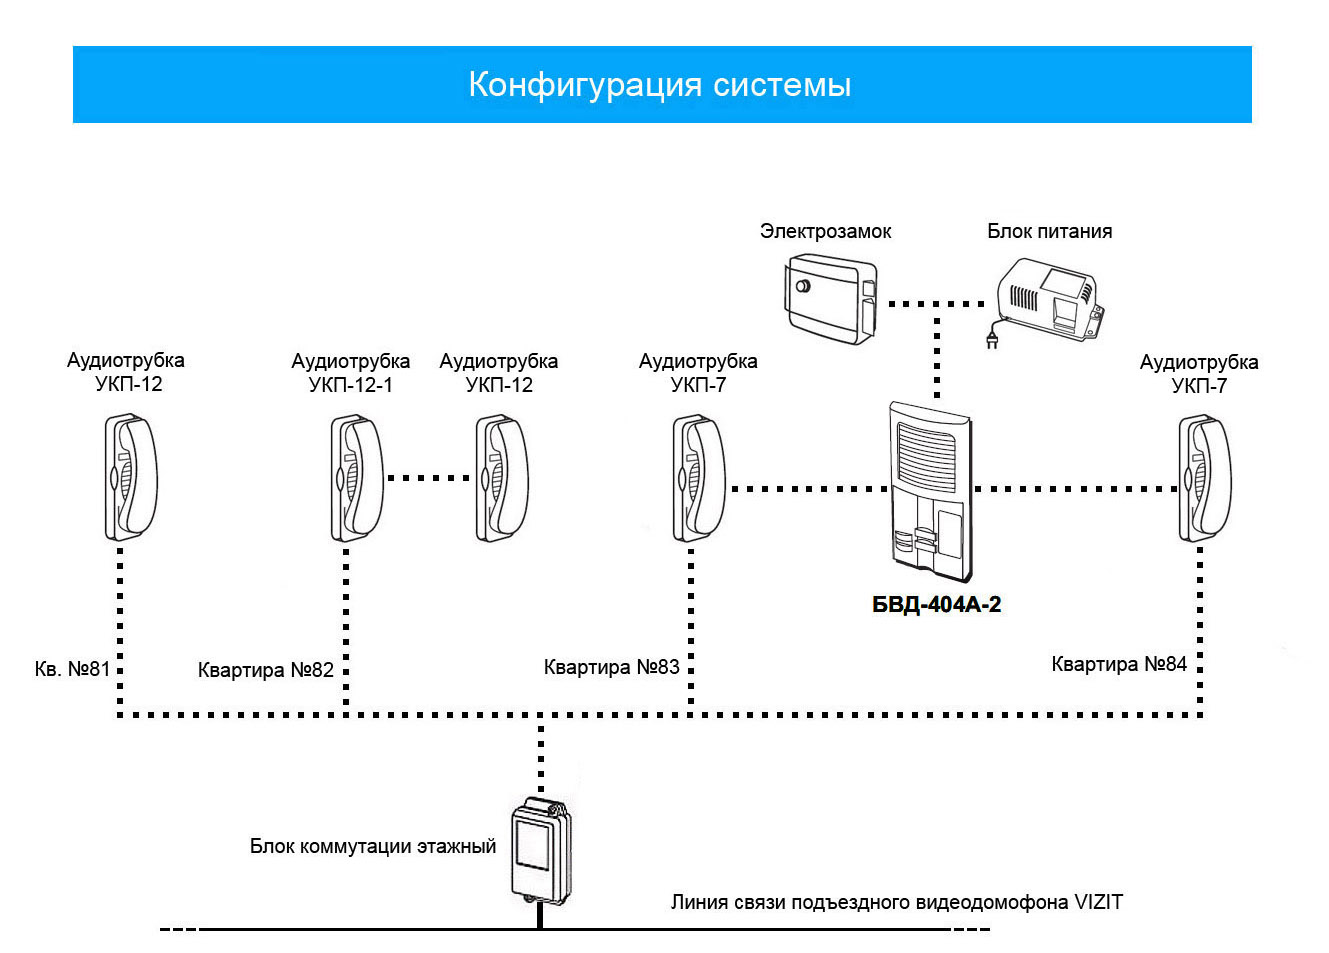 Конфигурация системы
Электрозамок
Блок питания
Аудиотрубка
УКП-12
Аудиотрубка
УКП-12-1
Аудиотрубка
УКП-12
Аудиотрубка
УКП-7
Аудиотрубка
УКП-7
БВД-404А-2
Кв. №81
Квартира №82
Квартира №83
Квартира №84
Блок коммутации этажный
Линия связи подъездного видеодомофона VIZIT